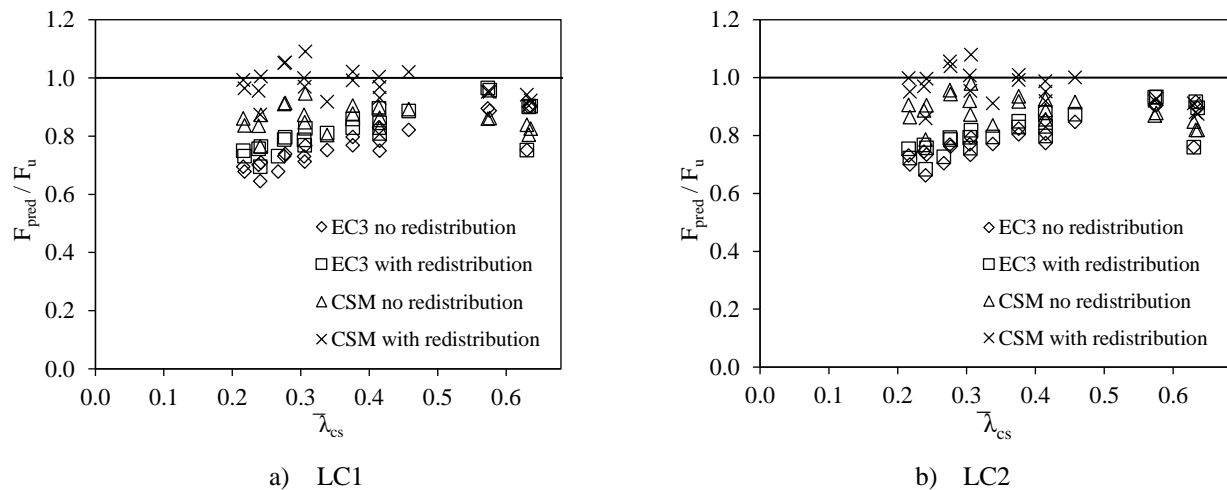 1.2
1.0
0.8
0.6
0.4
0.2
0.0
F_pred / F_u
EC3 no redistribution
EC3 with redistribution
CSM no redistribution
CSM with redistribution
0.0 0.1 0.2 0.3 0.4 0.5 0.6
λ̅_cs
a) LC1
1.2
1.0
0.8
0.6
0.4
0.2
0.0
F_pred / F_u
EC3 no redistribution
EC3 with redistribution
CSM no redistribution
CSM with redistribution
0.0 0.1 0.2 0.3 0.4 0.5 0.6
λ̅_cs
b) LC2